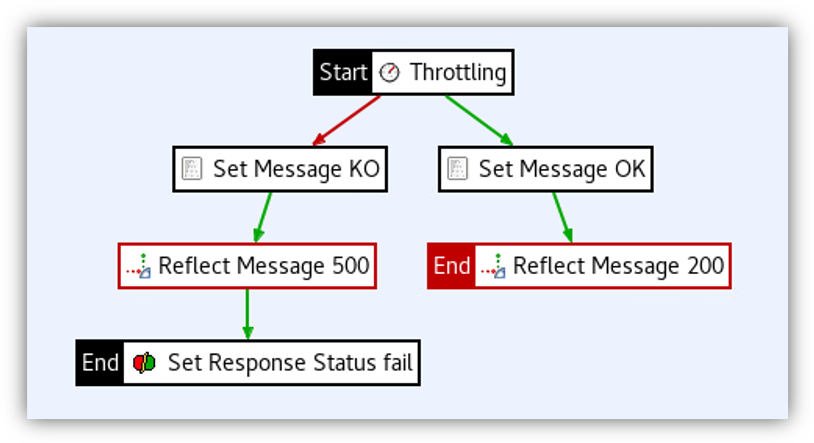 Start Throttling
Set Message KO
Set Message OK
Reflect Message 500
End Reflect Message 200
End Set Response Status fail